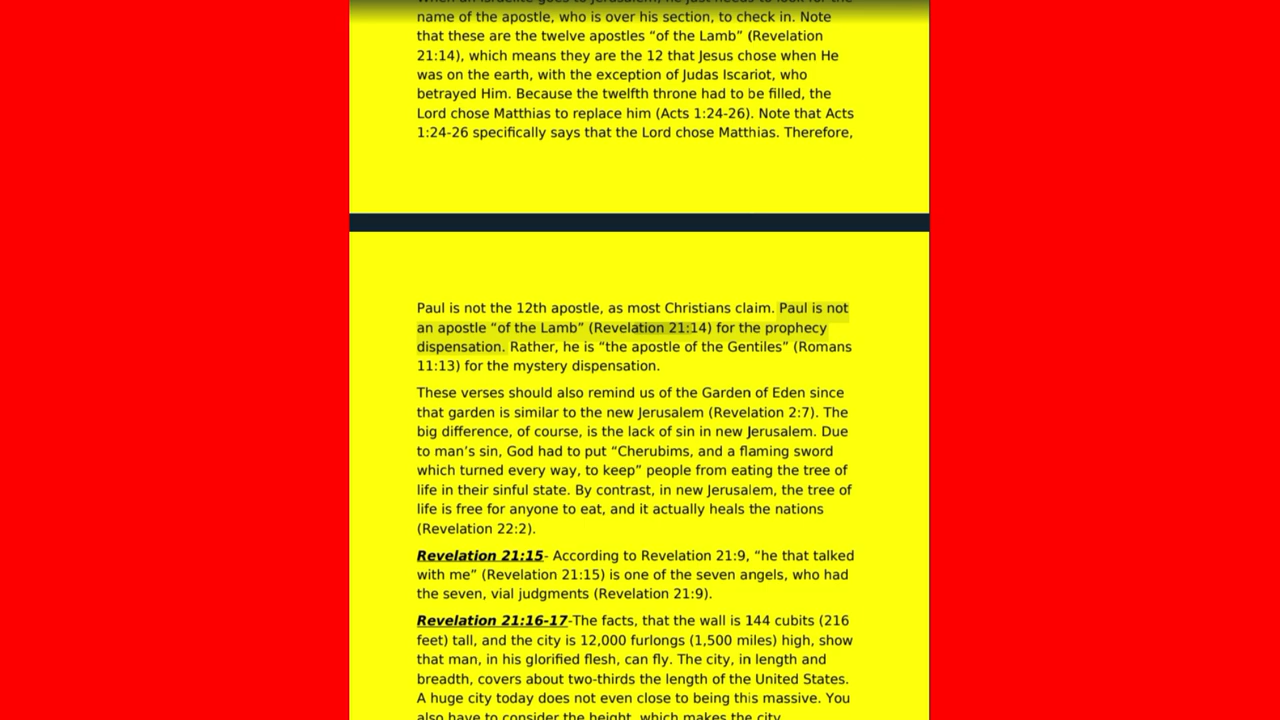 When an Israelite goes to Jerusalem, he just needs to look for the
name of the apostle, who is over his section, to check in. Note
that these are the twelve apostles “of the Lamb” (Revelation
21:14), which means they are the 12 that Jesus chose when He
was on the earth, with the exception of Judas Iscariot, who
betrayed Him. Because the twelfth throne had to be filled, the
Lord chose Matthias to replace him (Acts 1:24-26). Note that Acts
1:24-26 specifically says that the Lord chose Matthias. Therefore,
Paul is not the 12th apostle, as most Christians claim. Paul is not
an apostle “of the Lamb” (Revelation 21:14) for the prophecy
dispensation. Rather, he is “the apostle of the Gentiles” (Romans
11:13) for the mystery dispensation.
These verses should also remind us of the Garden of Eden since
that garden is similar to the new Jerusalem (Revelation 2:7). The
big difference, of course, is the lack of sin in new Jerusalem. Due
to man’s sin, God had to put “Cherubims, and a flaming sword
which turned every way, to keep” people from eating the tree of
life in their sinful state. By contrast, in new Jerusalem, the tree of
life is free for anyone to eat, and it actually heals the nations
(Revelation 22:2).
Revelation 21:15- According to Revelation 21:9, “he that talked
with me” (Revelation 21:15) is one of the seven angels, who had
the seven, vial judgments (Revelation 21:9).
Revelation 21:16-17-The facts, that the wall is 144 cubits (216
feet) tall, and the city is 12,000 furlongs (1,500 miles) high, show
that man, in his glorified flesh, can fly. The city, in length and
breadth, covers about two-thirds the length of the United States.
A huge city today does not even close to being this massive. You
also have to consider the height, which makes the city